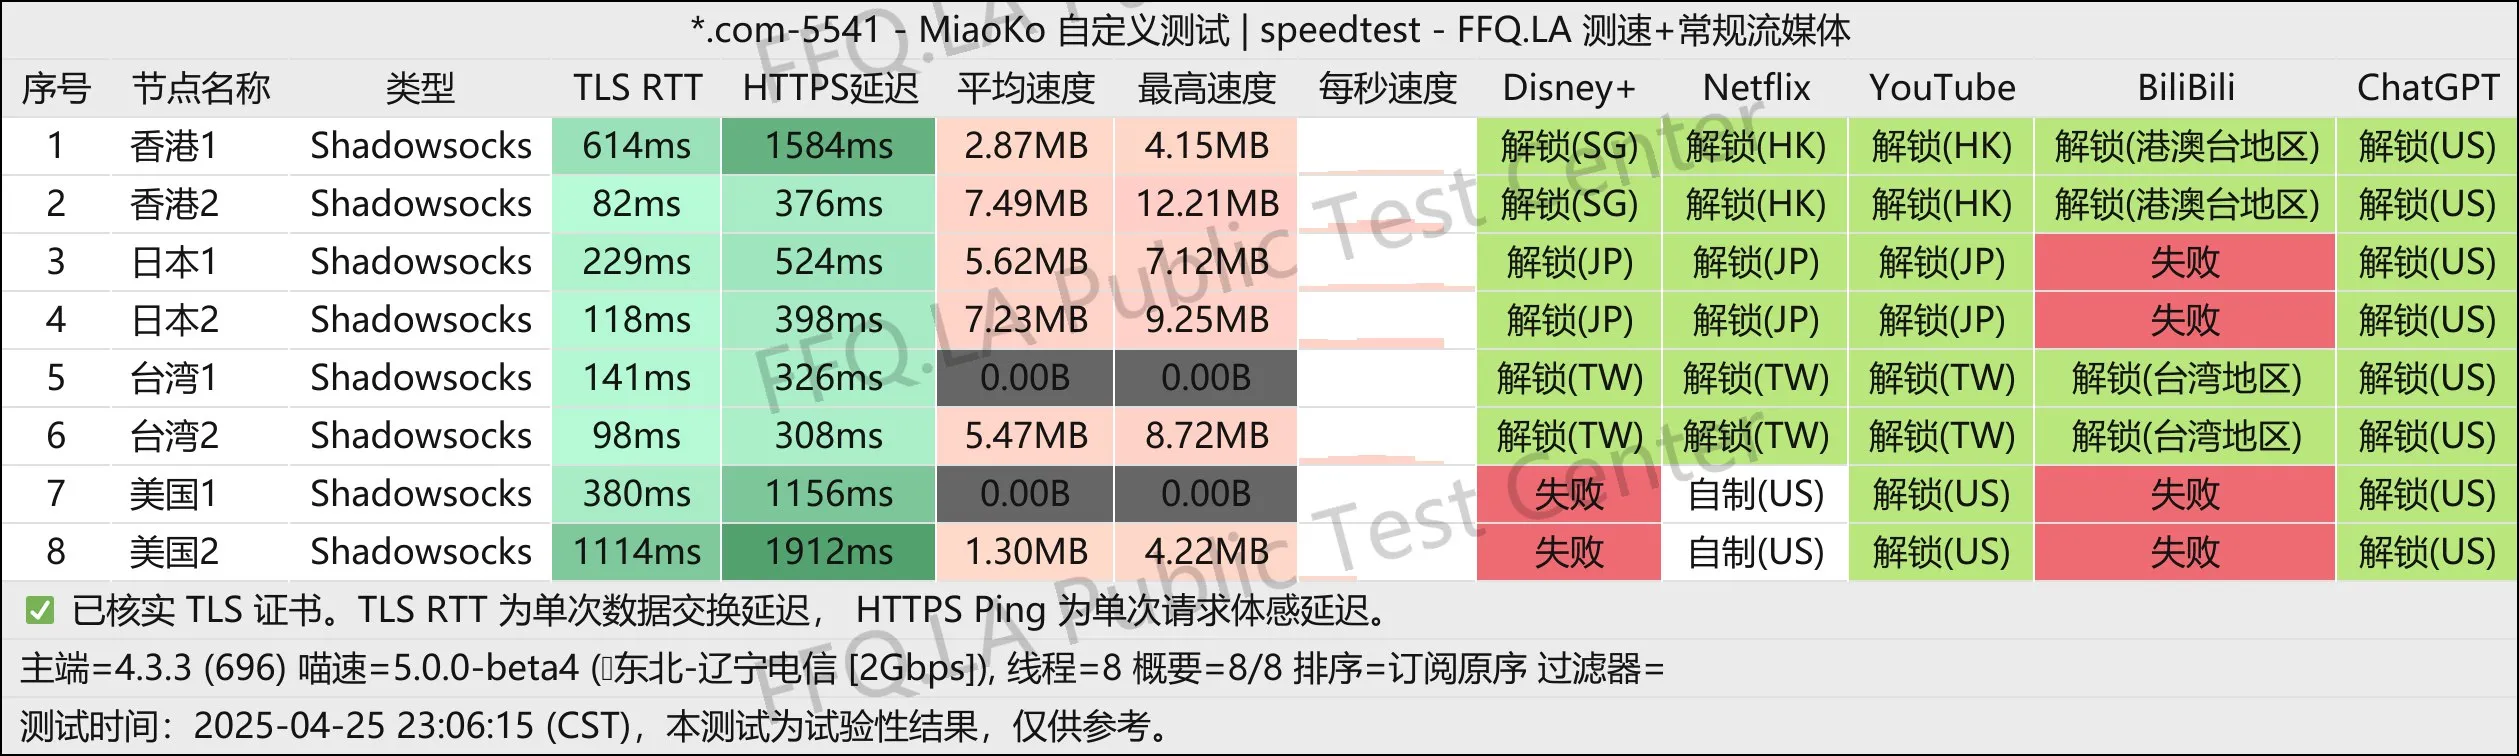 *.com-5541 - MiaoKo 自定义测试 | speedtest - FFQ.LA 测速+常规流媒体
序号 节点名称 类型 TLS RTT HTTPS延迟 平均速度 最高速度 每秒速度 Disney+ Netflix YouTube BiliBili ChatGPT
1 香港1 Shadowsocks 614ms 1584ms 2.87MB 4.15MB 解锁(SG) 解锁(HK) 解锁(HK) 解锁(港澳台地区) 解锁(US)
2 香港2 Shadowsocks 82ms 376ms 7.49MB 12.21MB 解锁(SG) 解锁(HK) 解锁(HK) 解锁(港澳台地区) 解锁(US)
3 日本1 Shadowsocks 229ms 524ms 5.62MB 7.12MB 解锁(JP) 解锁(JP) 解锁(JP) 失败 解锁(US)
4 日本2 Shadowsocks 118ms 398ms 7.23MB 9.25MB 解锁(JP) 解锁(JP) 解锁(JP) 失败 解锁(US)
5 台湾1 Shadowsocks 141ms 326ms 0.00B 0.00B 解锁(TW) 解锁(TW) 解锁(TW) 解锁(台湾地区) 解锁(US)
6 台湾2 Shadowsocks 98ms 308ms 5.47MB 8.72MB 解锁(TW) 解锁(TW) 解锁(TW) 解锁(台湾地区) 解锁(US)
7 美国1 Shadowsocks 380ms 1156ms 0.00B 0.00B 失败 自制(US) 解锁(US) 失败 解锁(US)
8 美国2 Shadowsocks 1114ms 1912ms 1.30MB 4.22MB 失败 自制(US) 解锁(US) 失败 解锁(US)
✅ 已核实 TLS 证书。TLS RTT 为单次数据交换延迟， HTTPS Ping 为单次请求体感延迟。
主端=4.3.3 (696) 喵速=5.0.0-beta4 (东北-辽宁电信 [2Gbps]), 线程=8 概要=8/8 排序=订阅原序 过滤器=
测试时间：2025-04-25 23:06:15 (CST)，本测试为试验性结果，仅供参考。
FFQ.LA Public Test Center
FFQ.LA Public Test Center